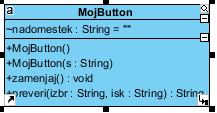 a
MojButton
~nadomestek : String = ""
+MojButton()
+MojButton(s : String)
+zamenjaj() : void
+preveri(izbr : String, isk : String) : String